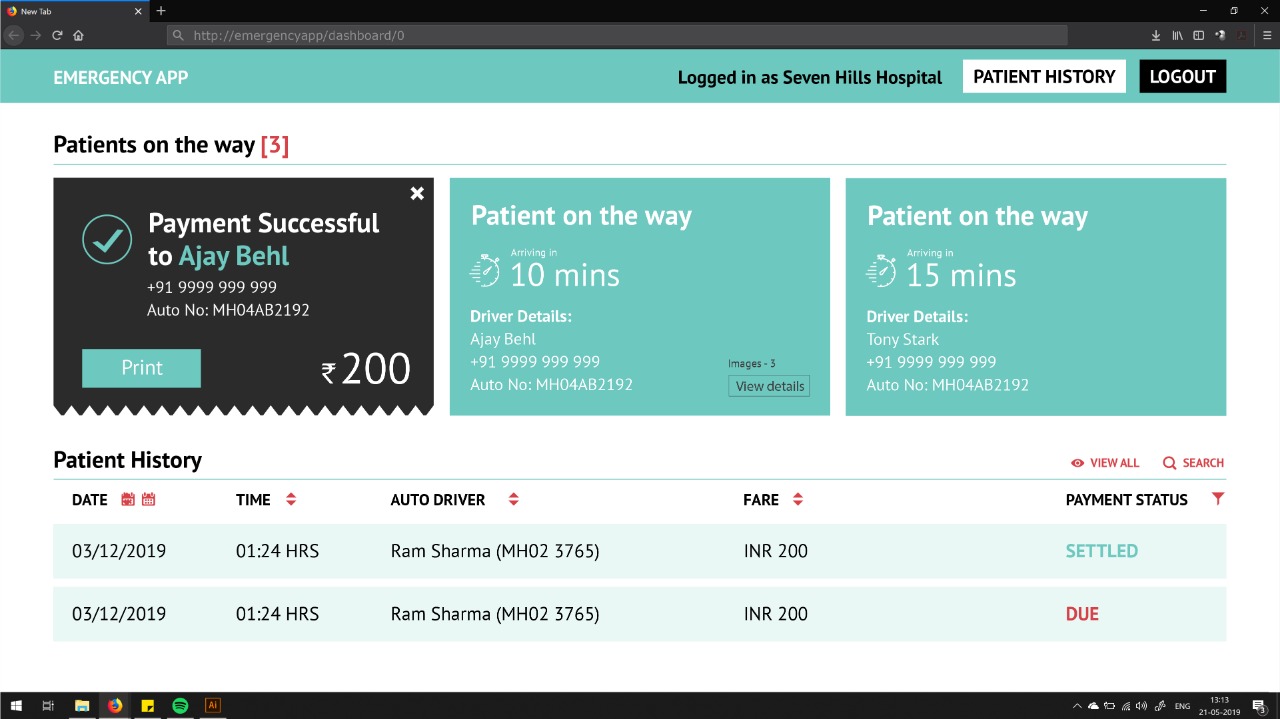 New Tab
http://emergencyapp/dashboard/0
EMERGENCY APP
Logged in as Seven Hills Hospital
PATIENT HISTORY
LOGOUT
Patients on the way [3]
Payment Successful
to Ajay Behl
+91 9999 999 999
Auto No: MH04AB2192
Print
₹200
Patient on the way
Arriving in
10 mins
Driver Details:
Ajay Behl
+91 9999 999 999
Auto No: MH04AB2192
Images - 3
View details
Patient on the way
Arriving in
15 mins
Driver Details:
Tony Stark
+91 9999 999 999
Auto No: MH04AB2192
Patient History
VIEW ALL
SEARCH
DATE TIME AUTO DRIVER FARE PAYMENT STATUS
03/12/2019 01:24 HRS Ram Sharma (MH02 3765) INR 200 SETTLED
03/12/2019 01:24 HRS Ram Sharma (MH02 3765) INR 200 DUE
Ai
ENG
13:13
21-05-2019
3